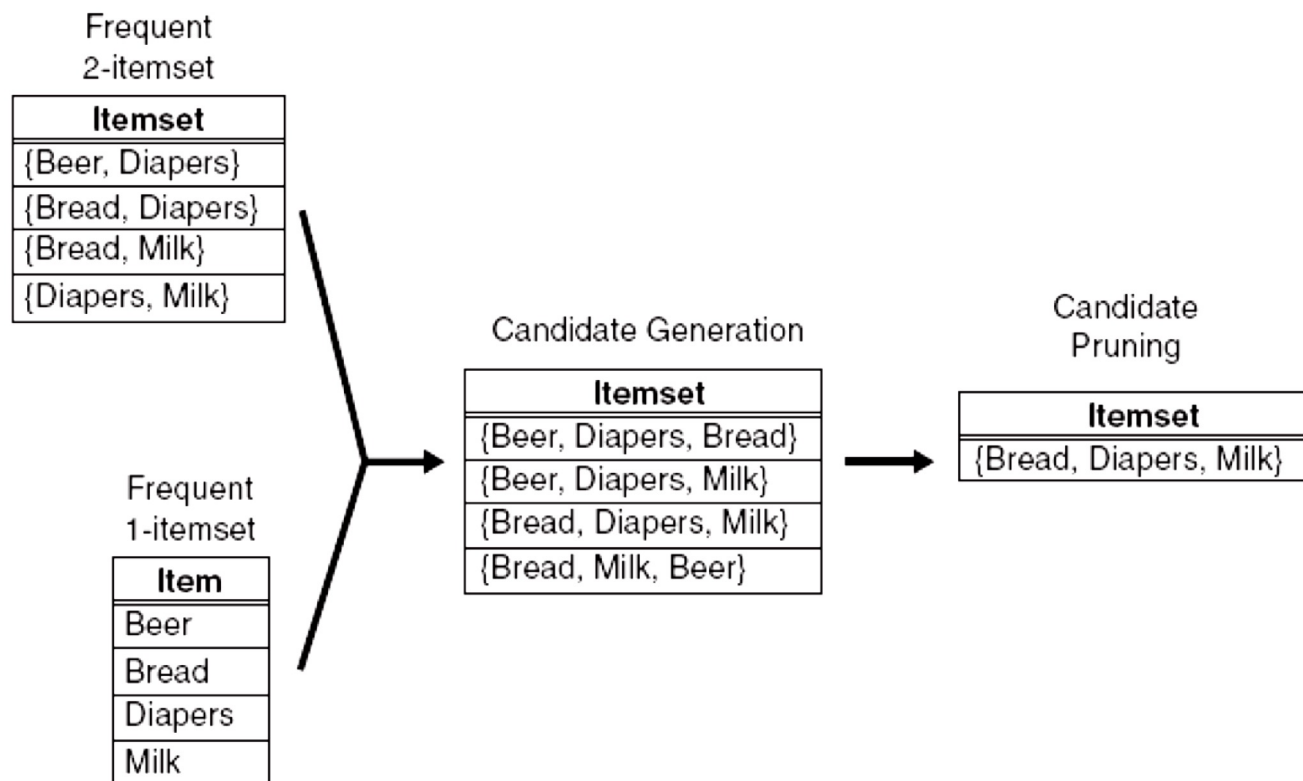 Frequent
2-itemset
Itemset
{Beer, Diapers}
{Bread, Diapers}
{Bread, Milk}
{Diapers, Milk}
Frequent
1-itemset
Item
Beer
Bread
Diapers
Milk
Candidate Generation
Itemset
{Beer, Diapers, Bread}
{Beer, Diapers, Milk}
{Bread, Diapers, Milk}
{Bread, Milk, Beer}
Candidate
Pruning
Itemset
{Bread, Diapers, Milk}